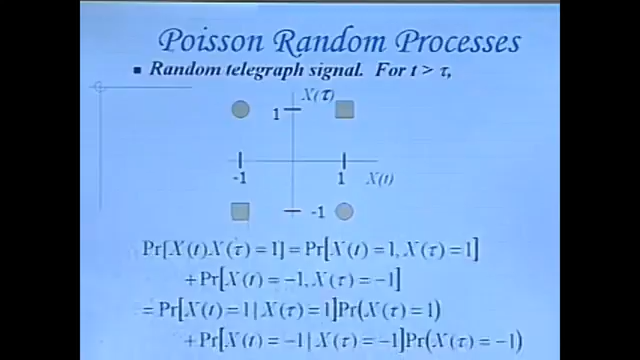 Poisson Random Processes
▪ Random telegraph signal. For t > τ,
X(τ)
1
-1 1 X(t)
-1
Pr[X(t)X(τ) = 1] = Pr[X(t) = 1, X(τ) = 1]
+ Pr[X(t) = −1, X(τ) = −1]
= Pr[X(t) = 1 | X(τ) = 1]Pr(X(τ) = 1)
+ Pr[X(t) = −1 | X(τ) = −1]Pr(X(τ) = −1)